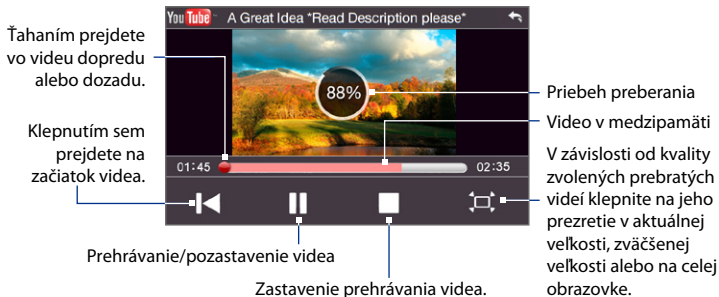 You Tube A Great Idea *Read Description please*
Ťahaním prejdete
vo videu dopredu
alebo dozadu.
88%
Priebeh preberania
Video v medzipamäti
Klepnutím sem
prejdete na
začiatok videa.
01:45
02:35
V závislosti od kvality
zvolených prebratých
videí klepnite na jeho
prezretie v aktuálnej
veľkosti, zväčšenej
veľkosti alebo na celej
obrazovke.
Prehrávanie/pozastavenie videa
Zastavenie prehrávania videa.